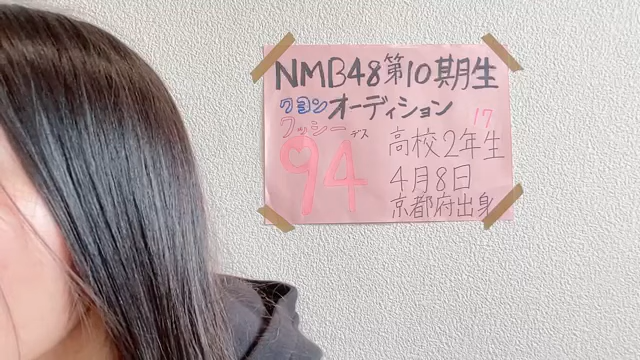 NMB48第10期生
クヨン オーディション
クッシーデス 17
94 高校2年生
4月8日
京都府出身